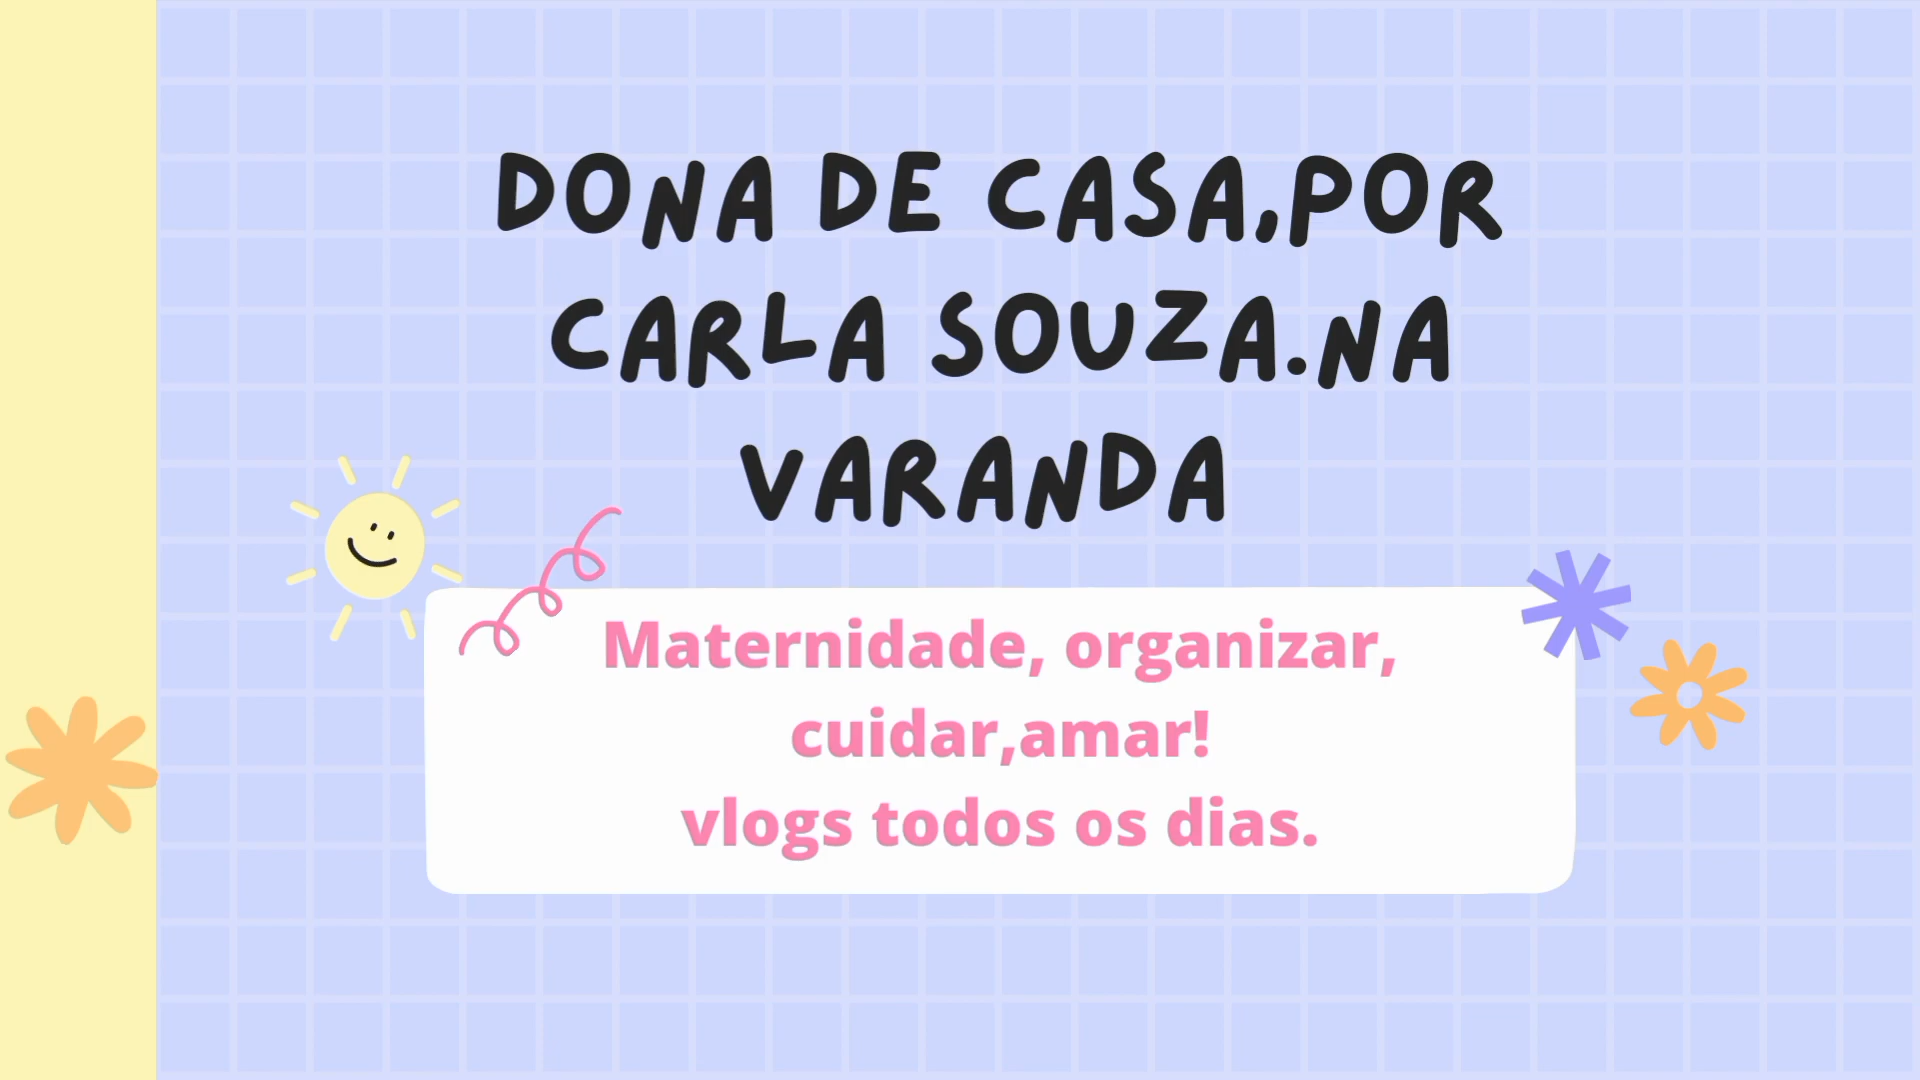 DONA DE CASA,POR
CARLA SOUZA.NA
VARANDA
Maternidade, organizar,
cuidar,amar!
vlogs todos os dias.